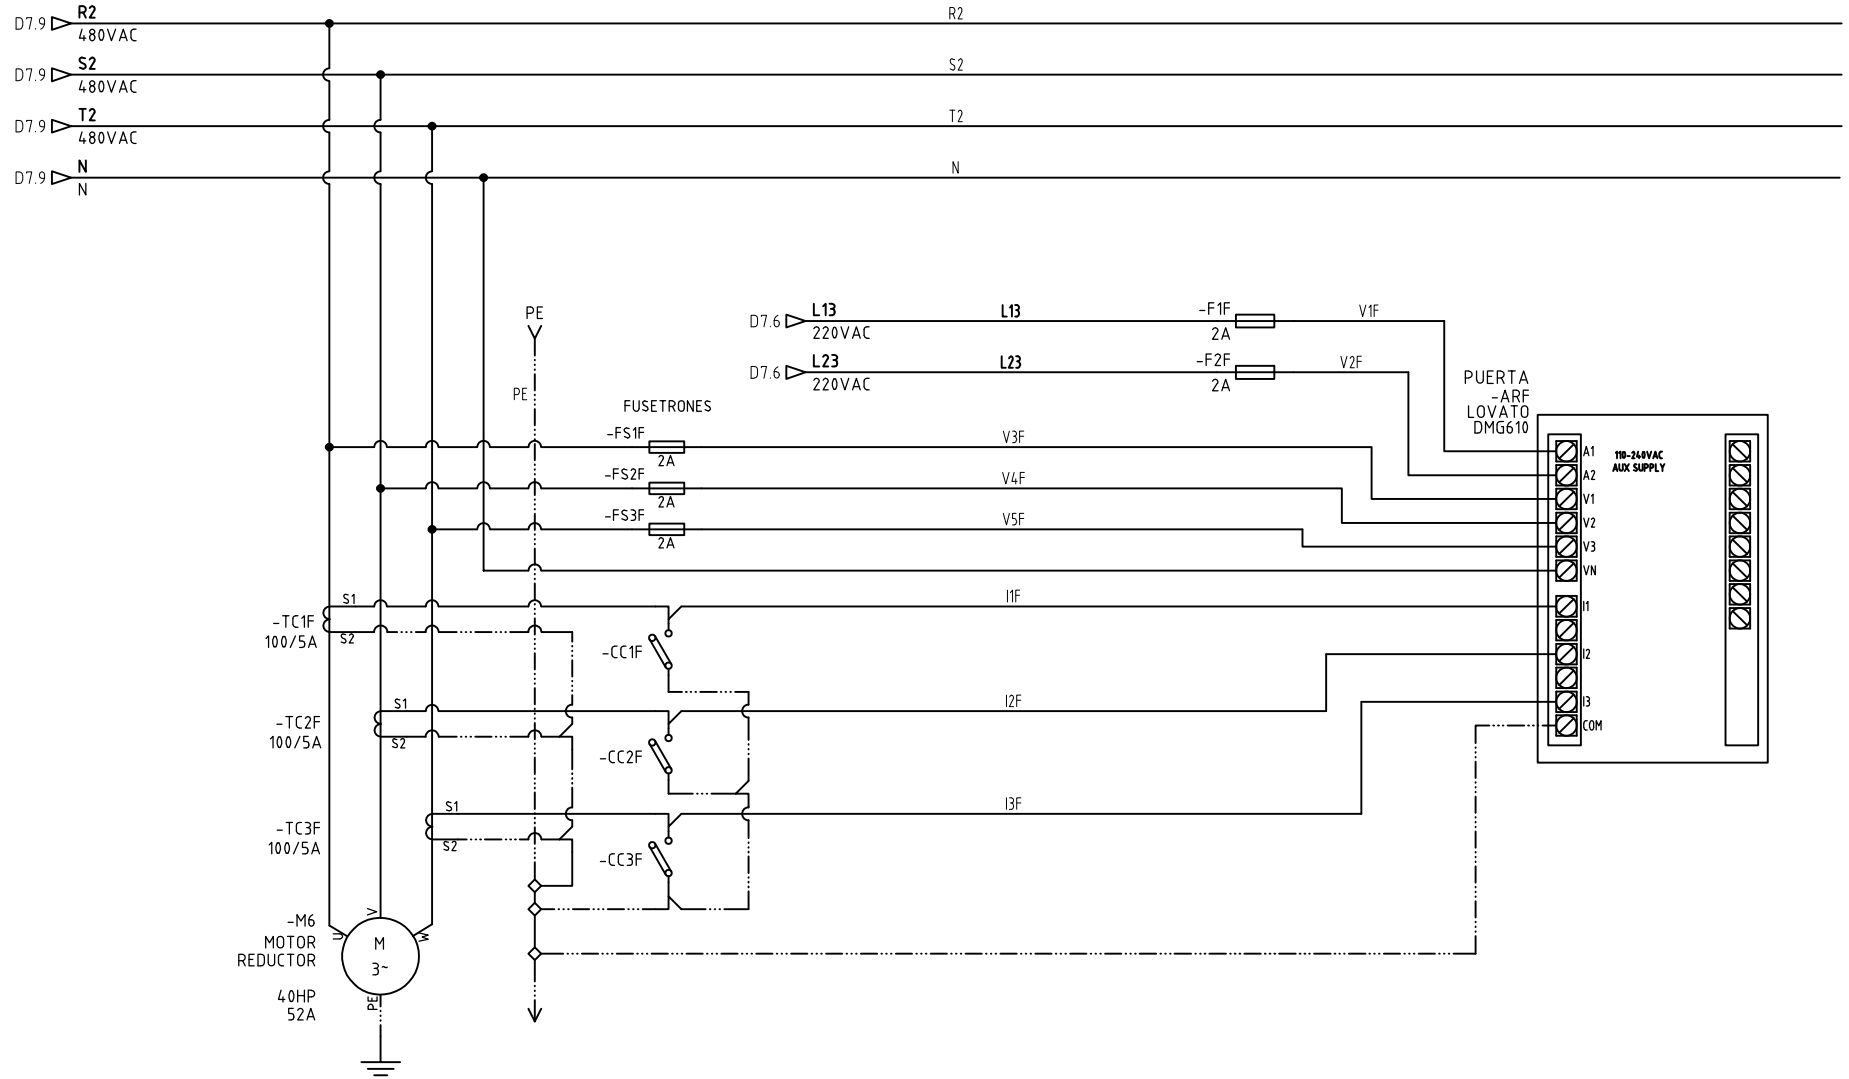 D7.9 R2 R2
480VAC
D7.9 S2 S2
480VAC
D7.9 T2 T2
480VAC
D7.9 N N
N
PE
PE
D7.6 L13 L13 -F1F V1F
220VAC 2A
D7.6 L23 L23 -F2F V2F
220VAC 2A
PUERTA
-ARF
LOVATO
DMG610
FUSETRONES
-FS1F V3F
2A
-FS2F V4F
2A
-FS3F V5F
2A
A1
110-240VAC
AUX SUPPLY
A2
V1
V2
V3
VN
I1
I2
I3
COM
S1 I1F
-TC1F
100/5A
S2
-CC1F
S1 I2F
-TC2F
100/5A
S2
-CC2F
S1 I3F
-TC3F
100/5A
S2
-CC3F
-M6
MOTOR
REDUCTOR
40HP
52A
U
V
W
M
3~
PE